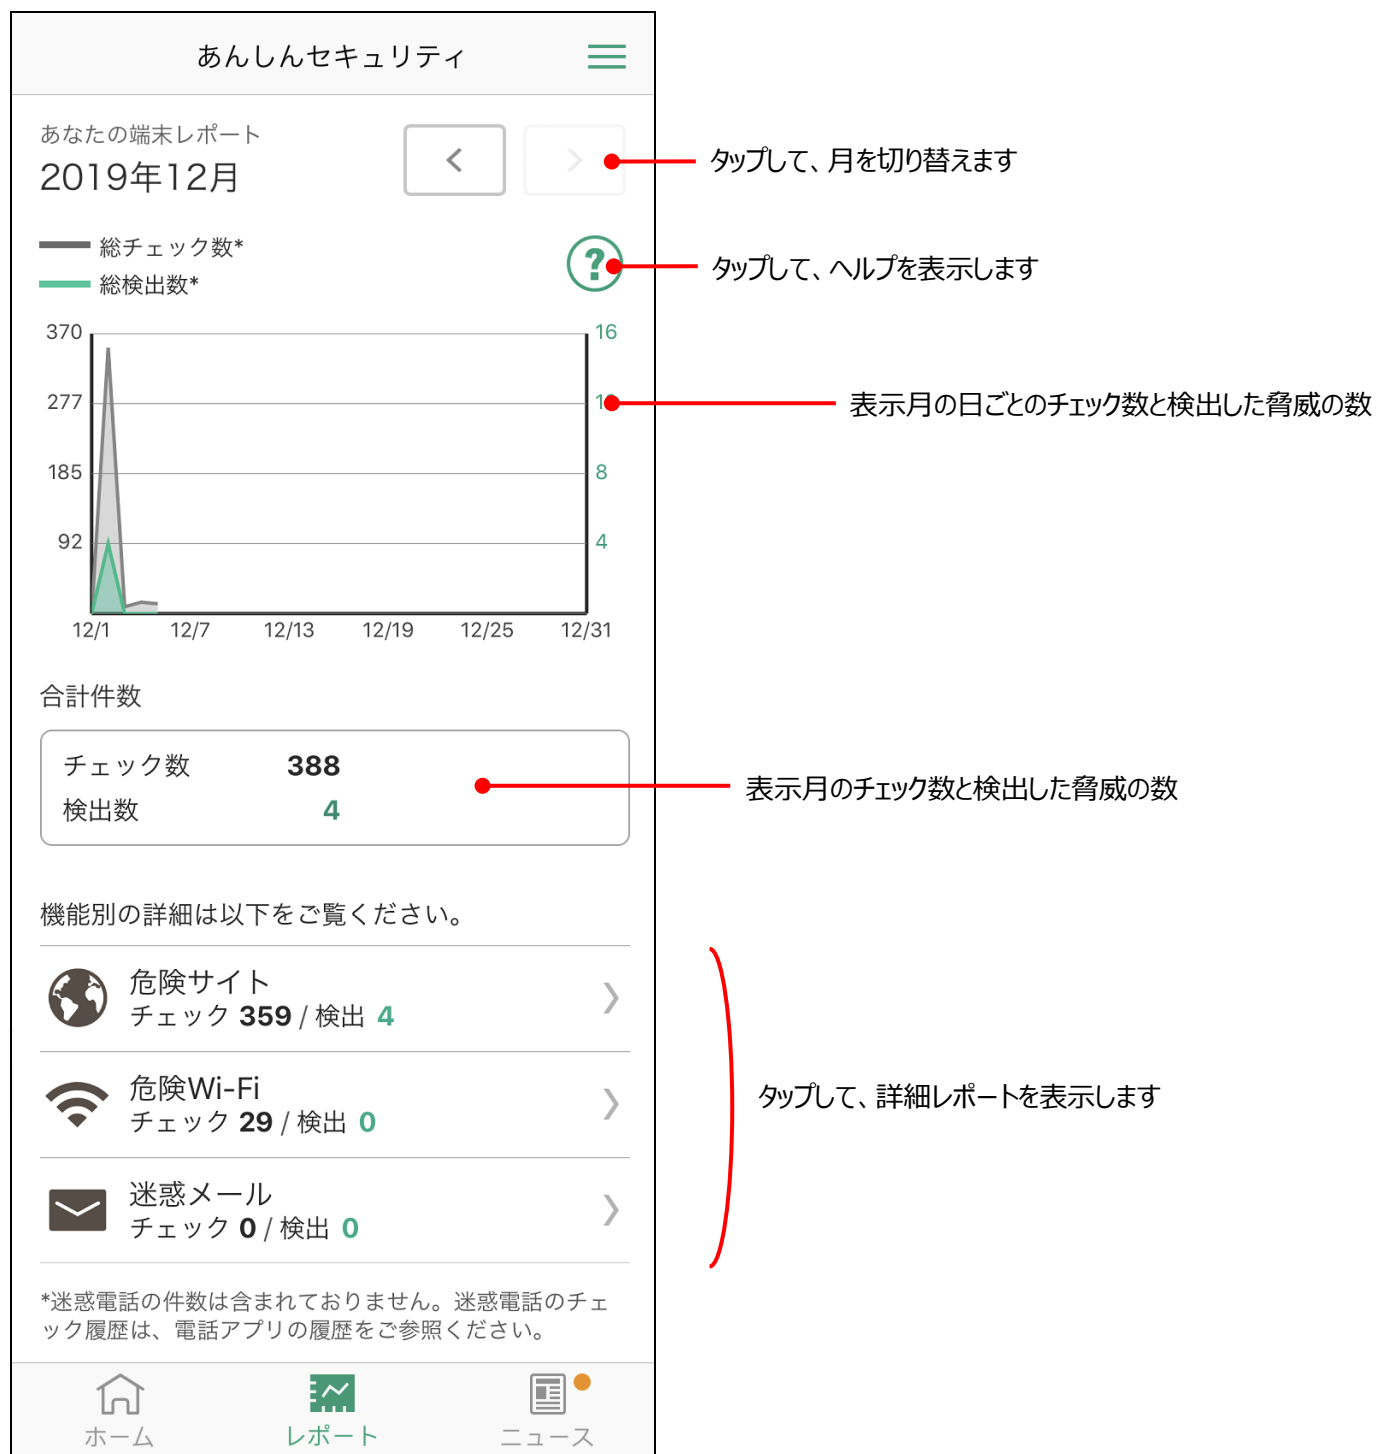 あんしんセキュリティ
あなたの端末レポート
2019年12月
<
>
タップして、月を切り替えます
総チェック数*
総検出数*
?
タップして、ヘルプを表示します
370
16
277
表示月の日ごとのチェック数と検出した脅威の数
185
8
92
4
12/1 12/7 12/13 12/19 12/25 12/31
合計件数
チェック数 388
検出数 4
表示月のチェック数と検出した脅威の数
機能別の詳細は以下をご覧ください。
危険サイト
チェック 359 / 検出 4
危険Wi-Fi
チェック 29 / 検出 0
タップして、詳細レポートを表示します
迷惑メール
チェック 0 / 検出 0
*迷惑電話の件数は含まれておりません。迷惑電話のチェ
ック履歴は、電話アプリの履歴をご参照ください。
ホーム レポート ニュース